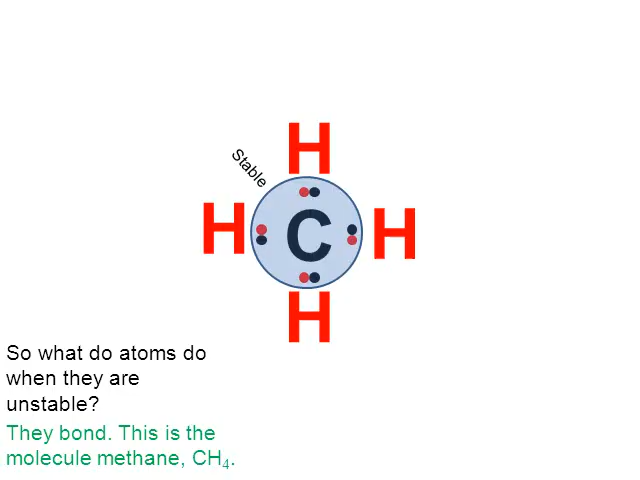 H
Stable
H C H
H
So what do atoms do
when they are
unstable?
They bond. This is the
molecule methane, CH₄.